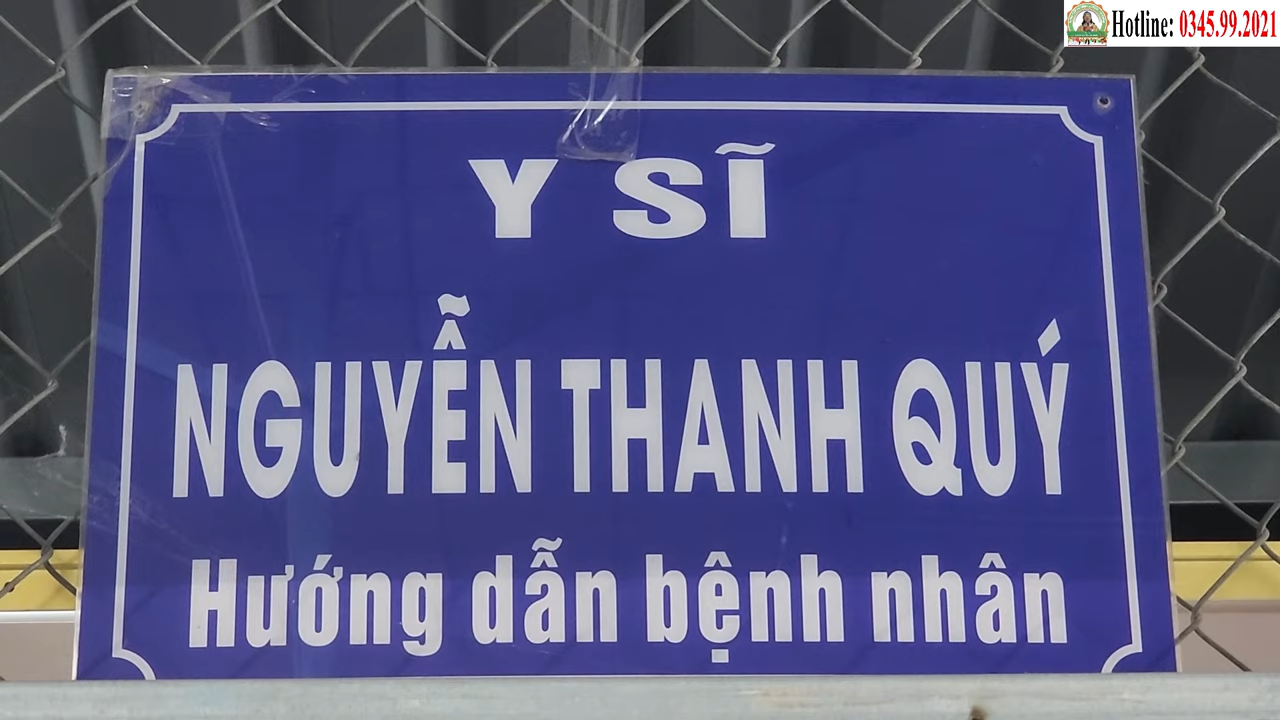 Hotline: 0345.99.2021
Y SĨ
NGUYỄN THANH QUÝ
Hướng dẫn bệnh nhân